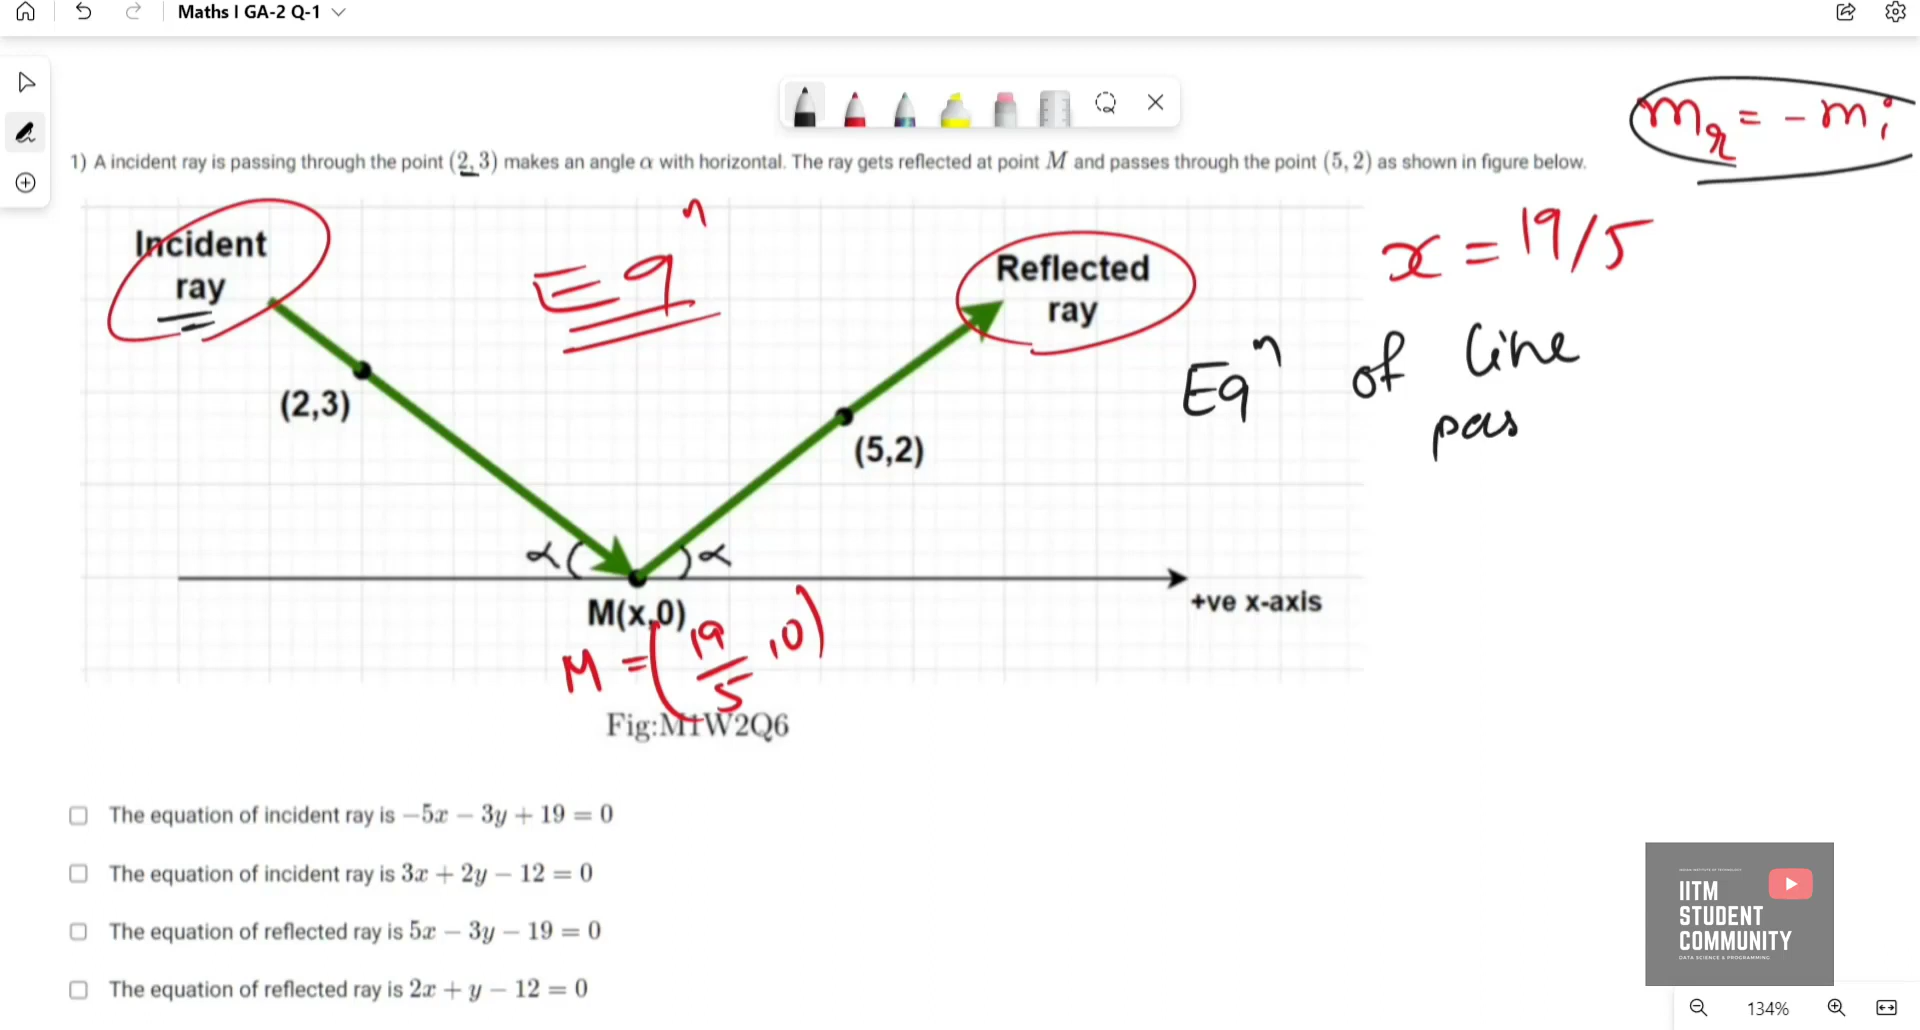 Maths I GA-2 Q-1
m r = - m i
1) A incident ray is passing through the point (2, 3) makes an angle α with horizontal. The ray gets reflected at point M and passes through the point (5, 2) as shown in figure below.
Incident
ray
Eqⁿ
Reflected
ray
x = 19/5
Eqⁿ of line
pas
(2,3)
(5,2)
α
α
M(x,0)
+ve x-axis
M = (19/5, 0)
Fig:M1W2Q6
The equation of incident ray is −5x − 3y + 19 = 0
The equation of incident ray is 3x + 2y − 12 = 0
The equation of reflected ray is 5x − 3y − 19 = 0
The equation of reflected ray is 2x + y − 12 = 0
IITM
STUDENT
COMMUNITY
DATA SCIENCE & PROGRAMMING
134%